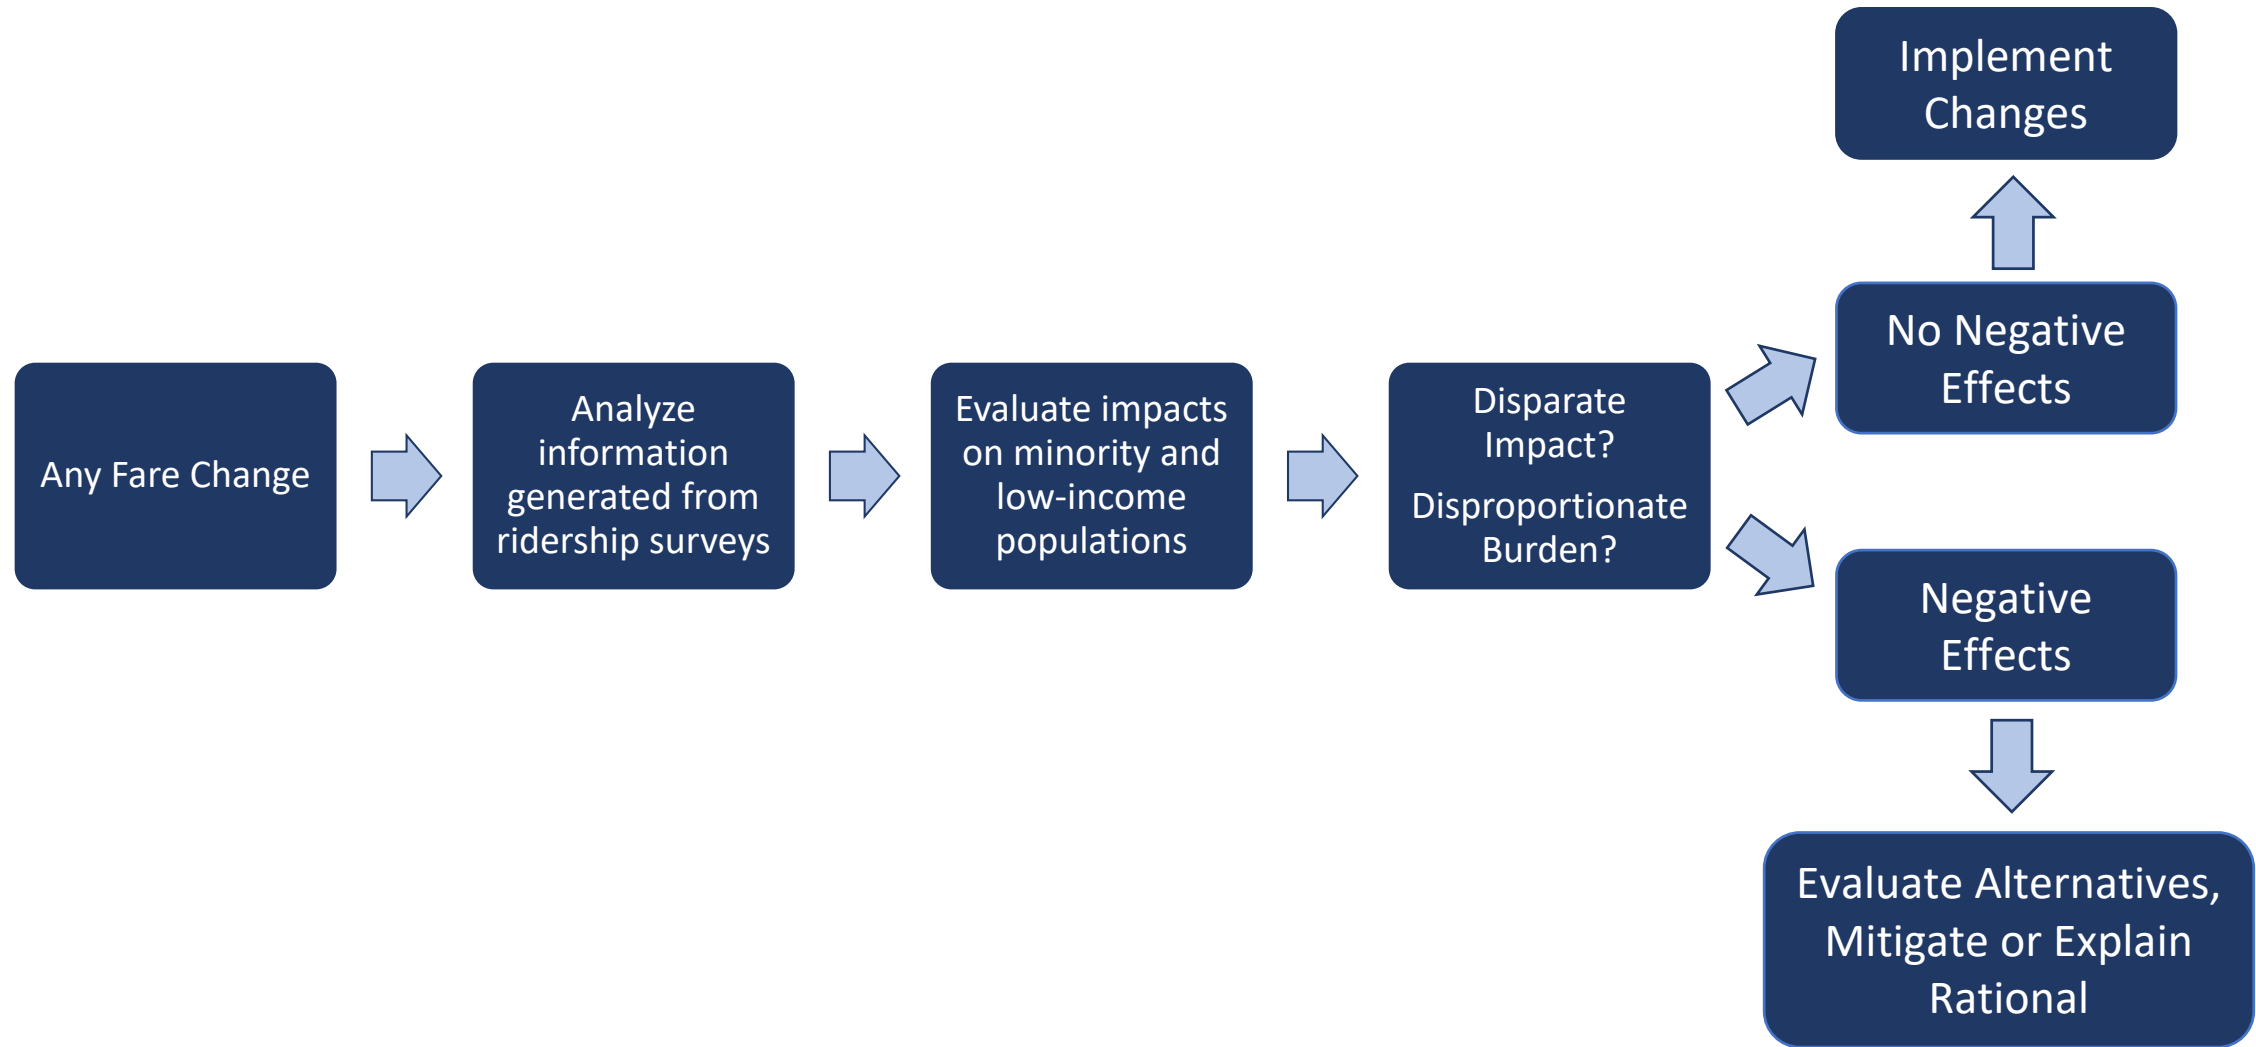 Any Fare Change
Analyze
information
generated from
ridership surveys
Evaluate impacts
on minority and
low-income
populations
Disparate
Impact?
Disproportionate
Burden?
No Negative
Effects
Implement
Changes
Negative
Effects
Evaluate Alternatives,
Mitigate or Explain
Rational